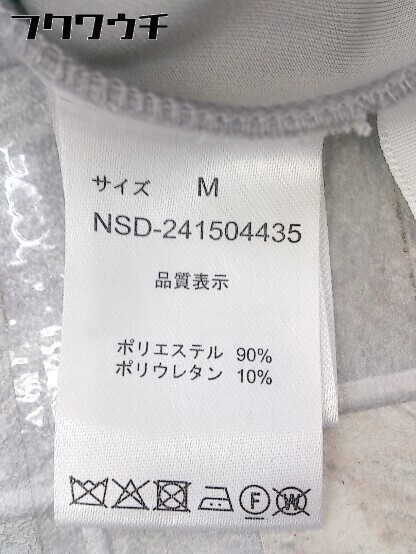 フクワウチ
サイズ M
NSD-241504435
品質表示
ポリエステル 90%
ポリウレタン 10%
F W